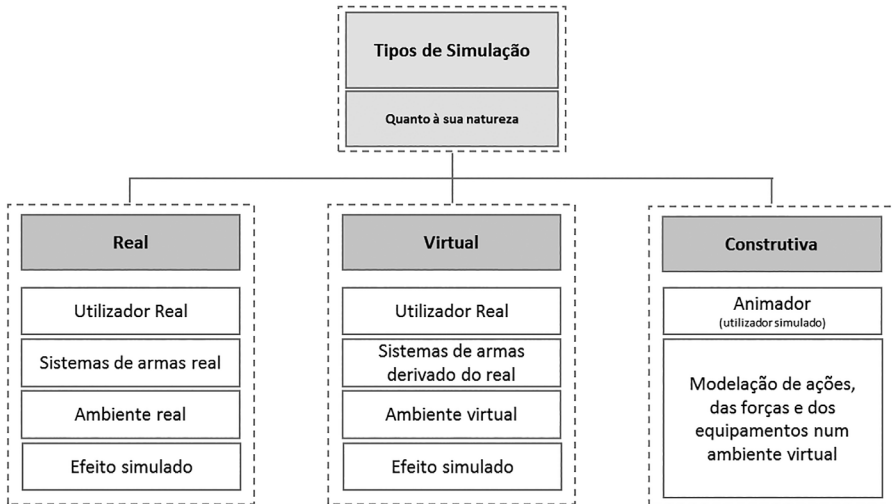 Tipos de Simulação
Quanto à sua natureza
Real
Utilizador Real
Sistemas de armas real
Ambiente real
Efeito simulado
Virtual
Utilizador Real
Sistemas de armas
derivado do real
Ambiente virtual
Efeito simulado
Construtiva
Animador
(utilizador simulado)
Modelação de ações,
das forças e dos
equipamentos num
ambiente virtual